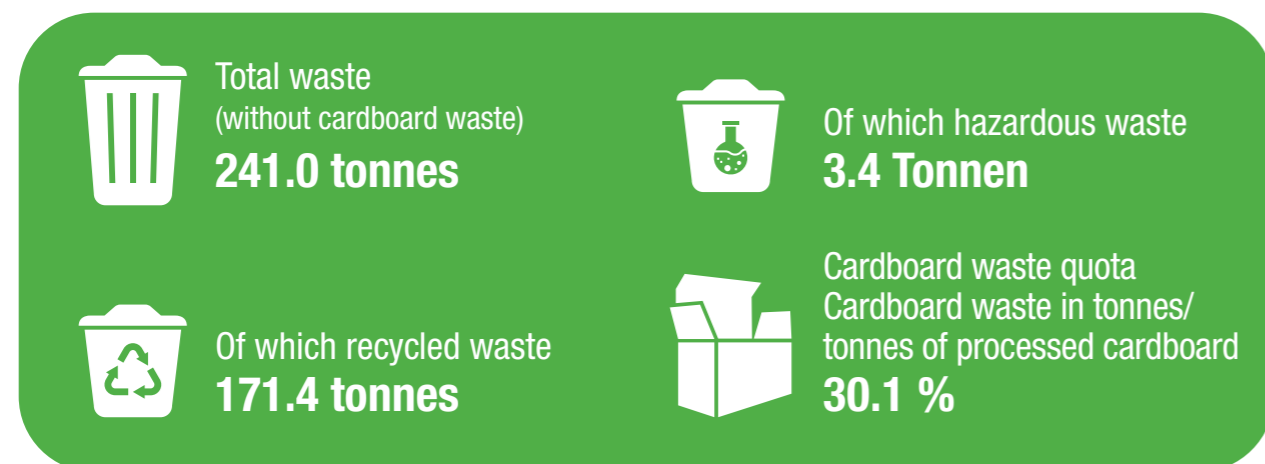 Total waste
(without cardboard waste)
241.0 tonnes
Of which hazardous waste
3.4 Tonnen
Of which recycled waste
171.4 tonnes
Cardboard waste quota
Cardboard waste in tonnes/
tonnes of processed cardboard
30.1 %